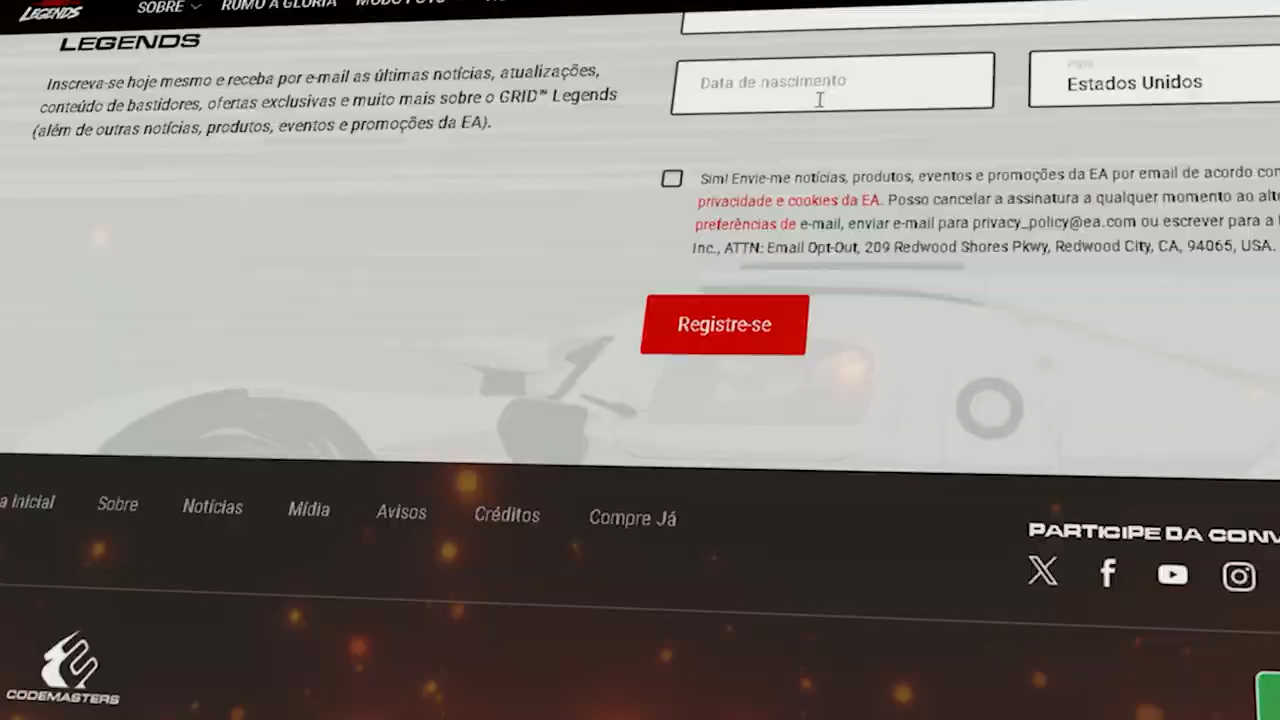 LEGENDS
SOBRE
RUMO À GLÓRIA
LEGENDS
Inscreva-se hoje mesmo e receba por e-mail as últimas notícias, atualizações,
conteúdo de bastidores, ofertas exclusivas e muito mais sobre o GRID™ Legends
(além de outras notícias, produtos, eventos e promoções da EA).
Data de nascimento
País
Estados Unidos
Sim! Envie-me notícias, produtos, eventos e promoções da EA por email de acordo
privacidade e cookies da EA. Posso cancelar a assinatura a qualquer momento ao
preferências de e-mail, enviar e-mail para privacy_policy@ea.com ou escrever para a
Inc., ATTN: Email Opt-Out, 209 Redwood Shores Pkwy, Redwood City, CA, 94065, USA.
Registre-se
a Inicial Sobre Notícias Mídia Avisos Créditos Compre Já
PARTICIPE DA
CODEMASTERS